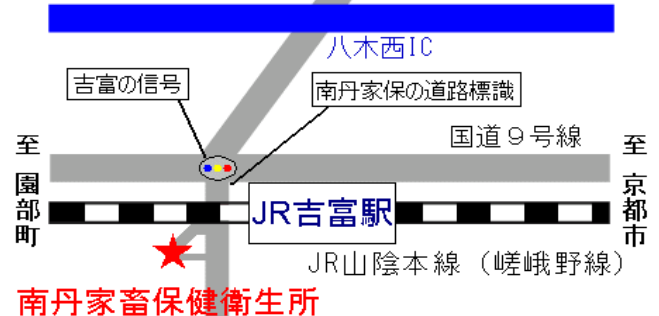 八木西IC
吉富の信号
南丹家保の道路標識
国道９号線
至
園部町
至
京都市
JR吉富駅
JR山陰本線（嵯峨野線）
南丹家畜保健衛生所